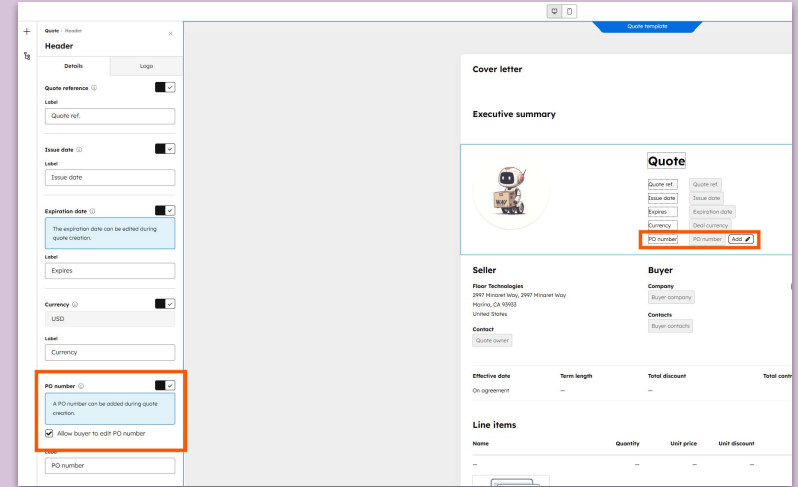 Quote template
Quote > Header
Header
Details
Logo
Quote reference
Label
Quote ref.
Issue date
Label
Issue date
Expiration date
The expiration date can be edited during
quote creation.
Label
Expires
Currency
USD
Label
Currency
PO number
A PO number can be added during quote
creation.
Allow buyer to edit PO number
Label
PO number
Cover letter
Executive summary
WAY
Quote
Quote ref. Quote ref.
Issue date Issue date
Expires Expiration date
Currency Deal currency
PO number PO number Add
Seller
Floor Technologies
2997 Minaret Way, 2997 Minaret Way
Marina, CA 93933
United States
Contact
Quote owner
Buyer
Company
Buyer company
Contacts
Buyer contacts
Effective date Term length Total discount Total contr
On agreement — —
Line items
Name Quantity Unit price Unit discount
— — — —